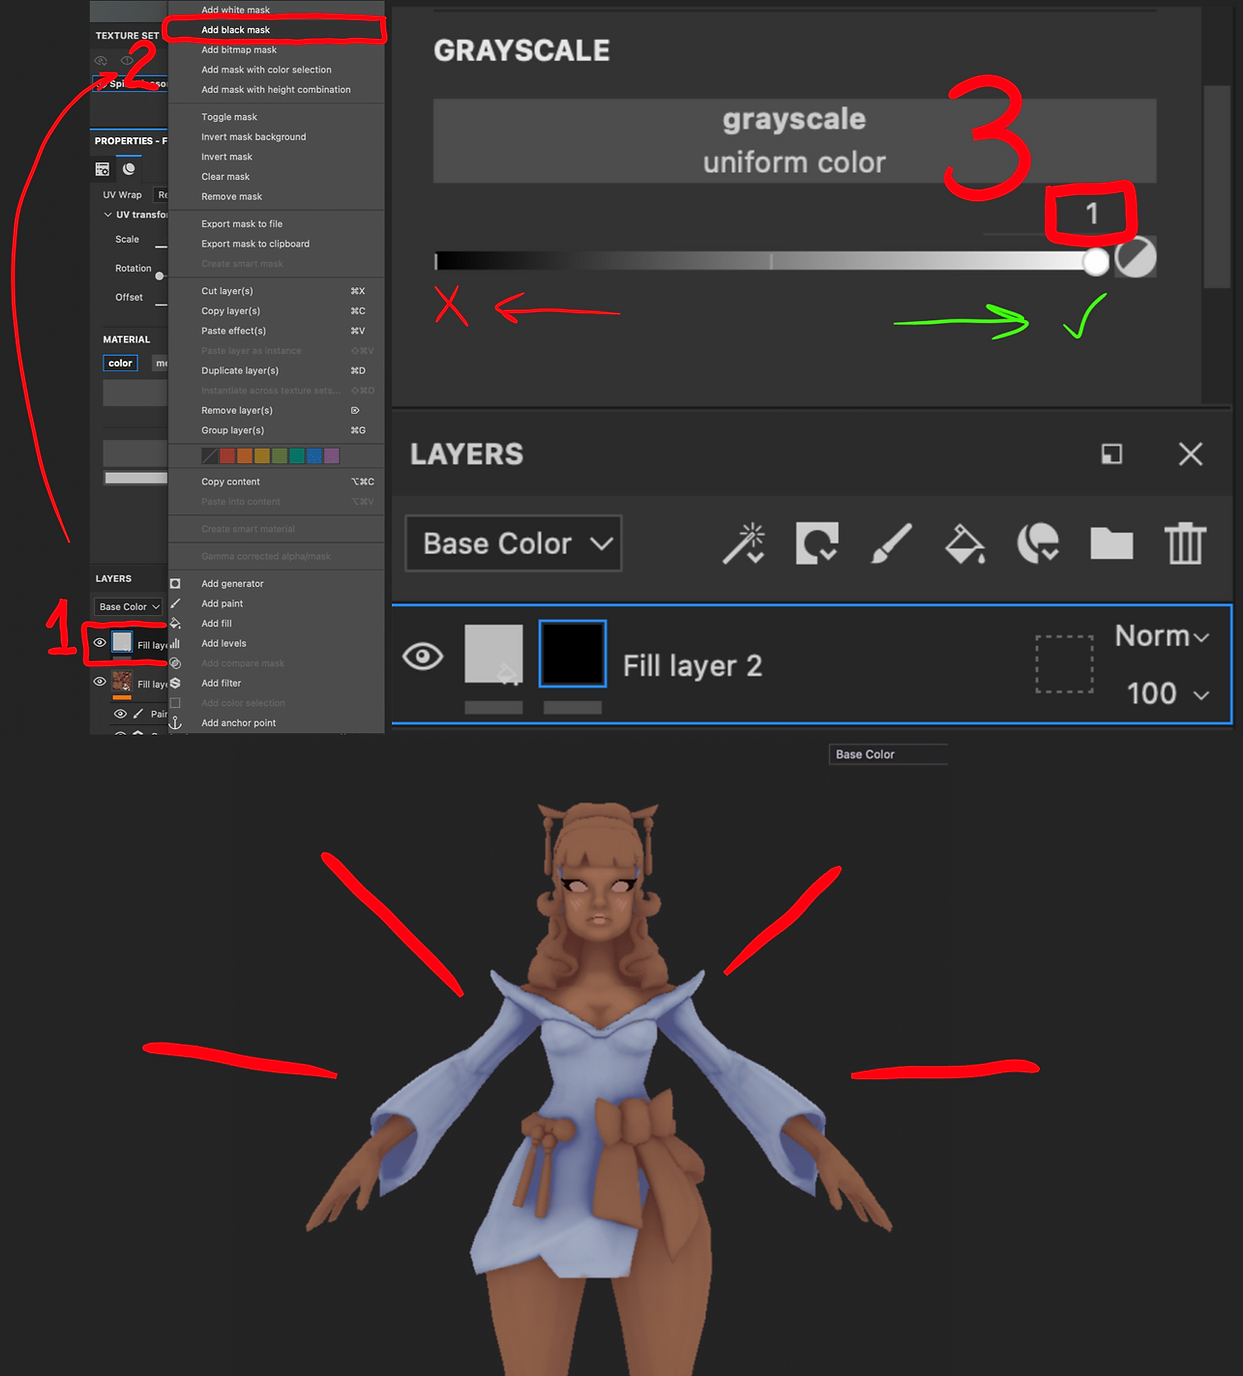 Add white mask
TEXTURE SET
Add black mask
2
Add bitmap mask
Add mask with color selection
Add mask with height combination
Toggle mask
PROPERTIES - F
Invert mask background
Invert mask
Clear mask
UV Wrap
Remove mask
UV transfo
Export mask to file
Scale
Export mask to clipboard
Create smart mask
Rotation
Cut layer(s) ⌘X
Offset
Copy layer(s) ⌘C
Paste effect(s) ⌘V
MATERIAL
Paste layer as instance ⇧⌘V
color
Duplicate layer(s) ⌘D
Instantiate across texture sets... ⇧⌘D
Remove layer(s)
Group layer(s) ⌘G
Copy content ⌥⌘C
Paste into content ⌥⌘V
Create smart material
Gamma corrected alpha/mask
LAYERS
Add generator
Base Color
Add paint
1
Add fill
Fill laye
Add levels
Add compare mask
Fill laye
Add filter
Add color selection
Pain
Add anchor point
GRAYSCALE
grayscale
3
uniform color
1
X
LAYERS
Base Color
Fill layer 2
Norm
100
Base Color